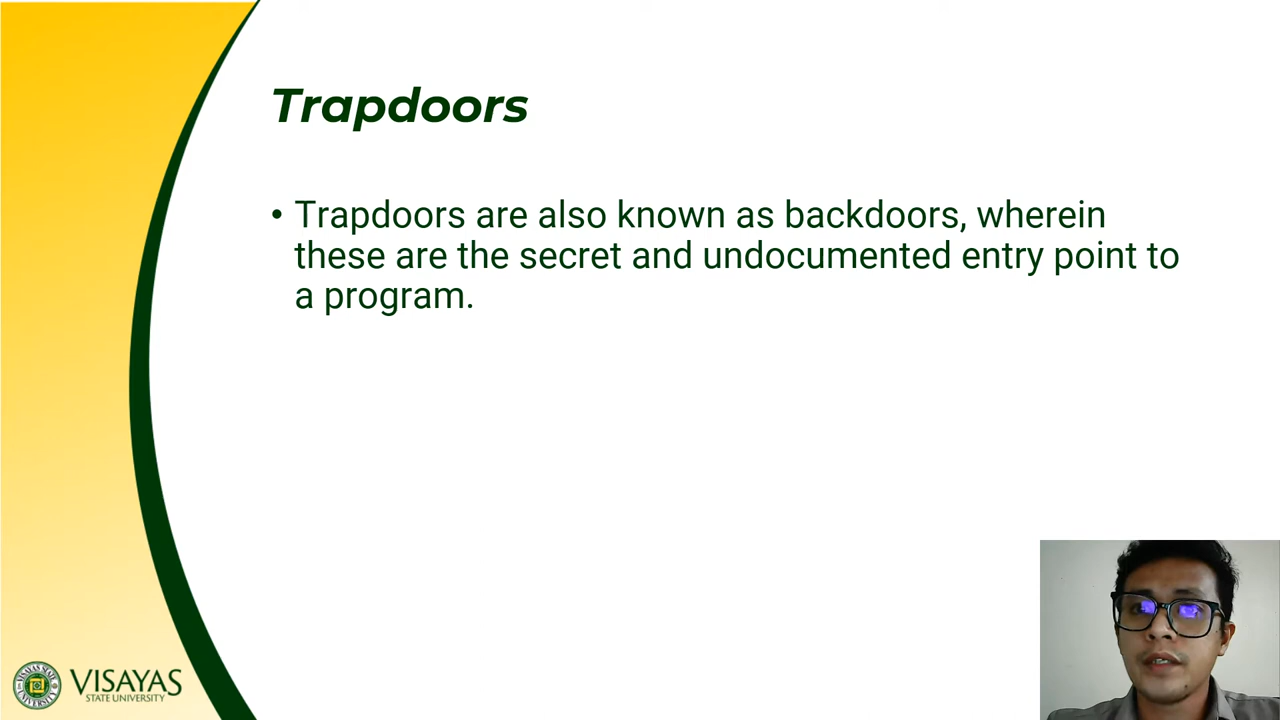 Trapdoors
• Trapdoors are also known as backdoors, wherein
these are the secret and undocumented entry point to
a program.
VISAYAS
STATE UNIVERSITY